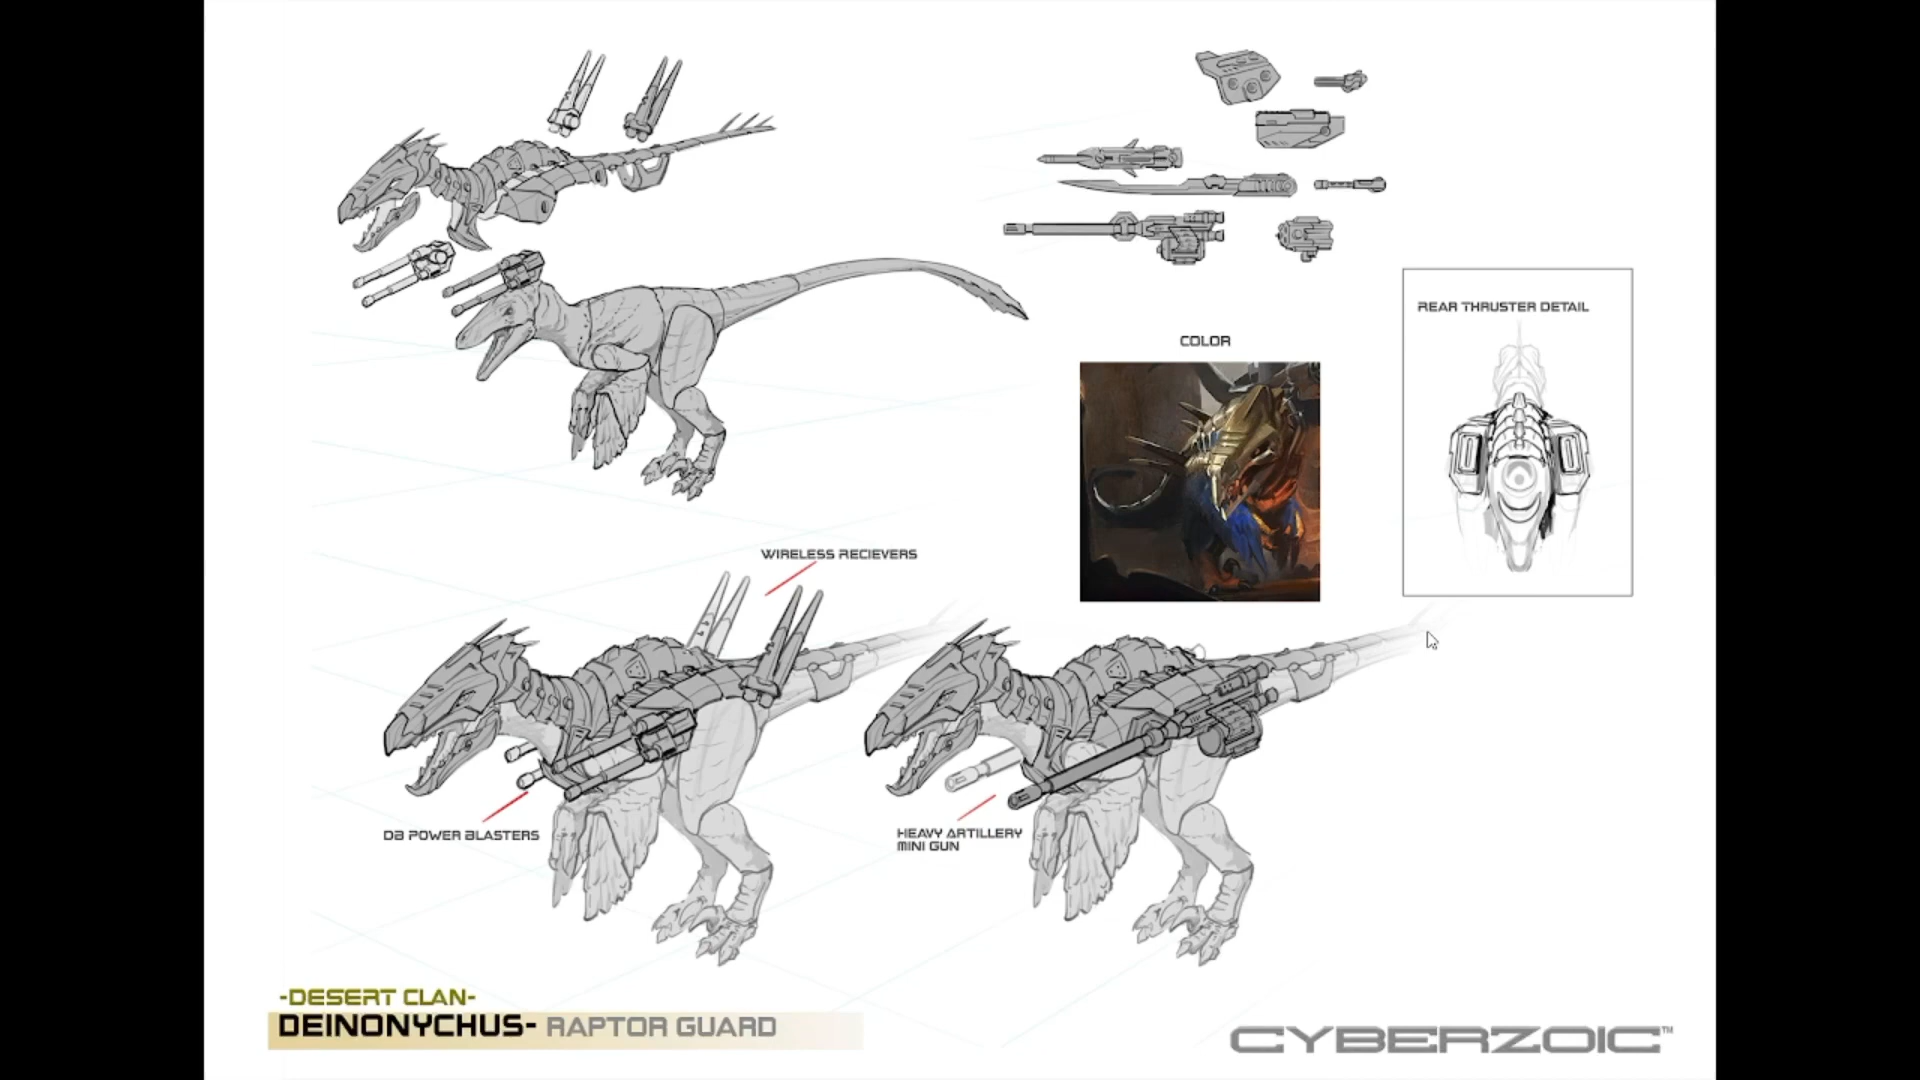 REAR THRUSTER DETAIL
COLOR
WIRELESS RECIEVERS
DB POWER BLASTERS
HEAVY ARTILLERY
MINI GUN
-DESERT CLAN-
DEINONYCHUS- RAPTOR GUARD
CYBERZOIC™